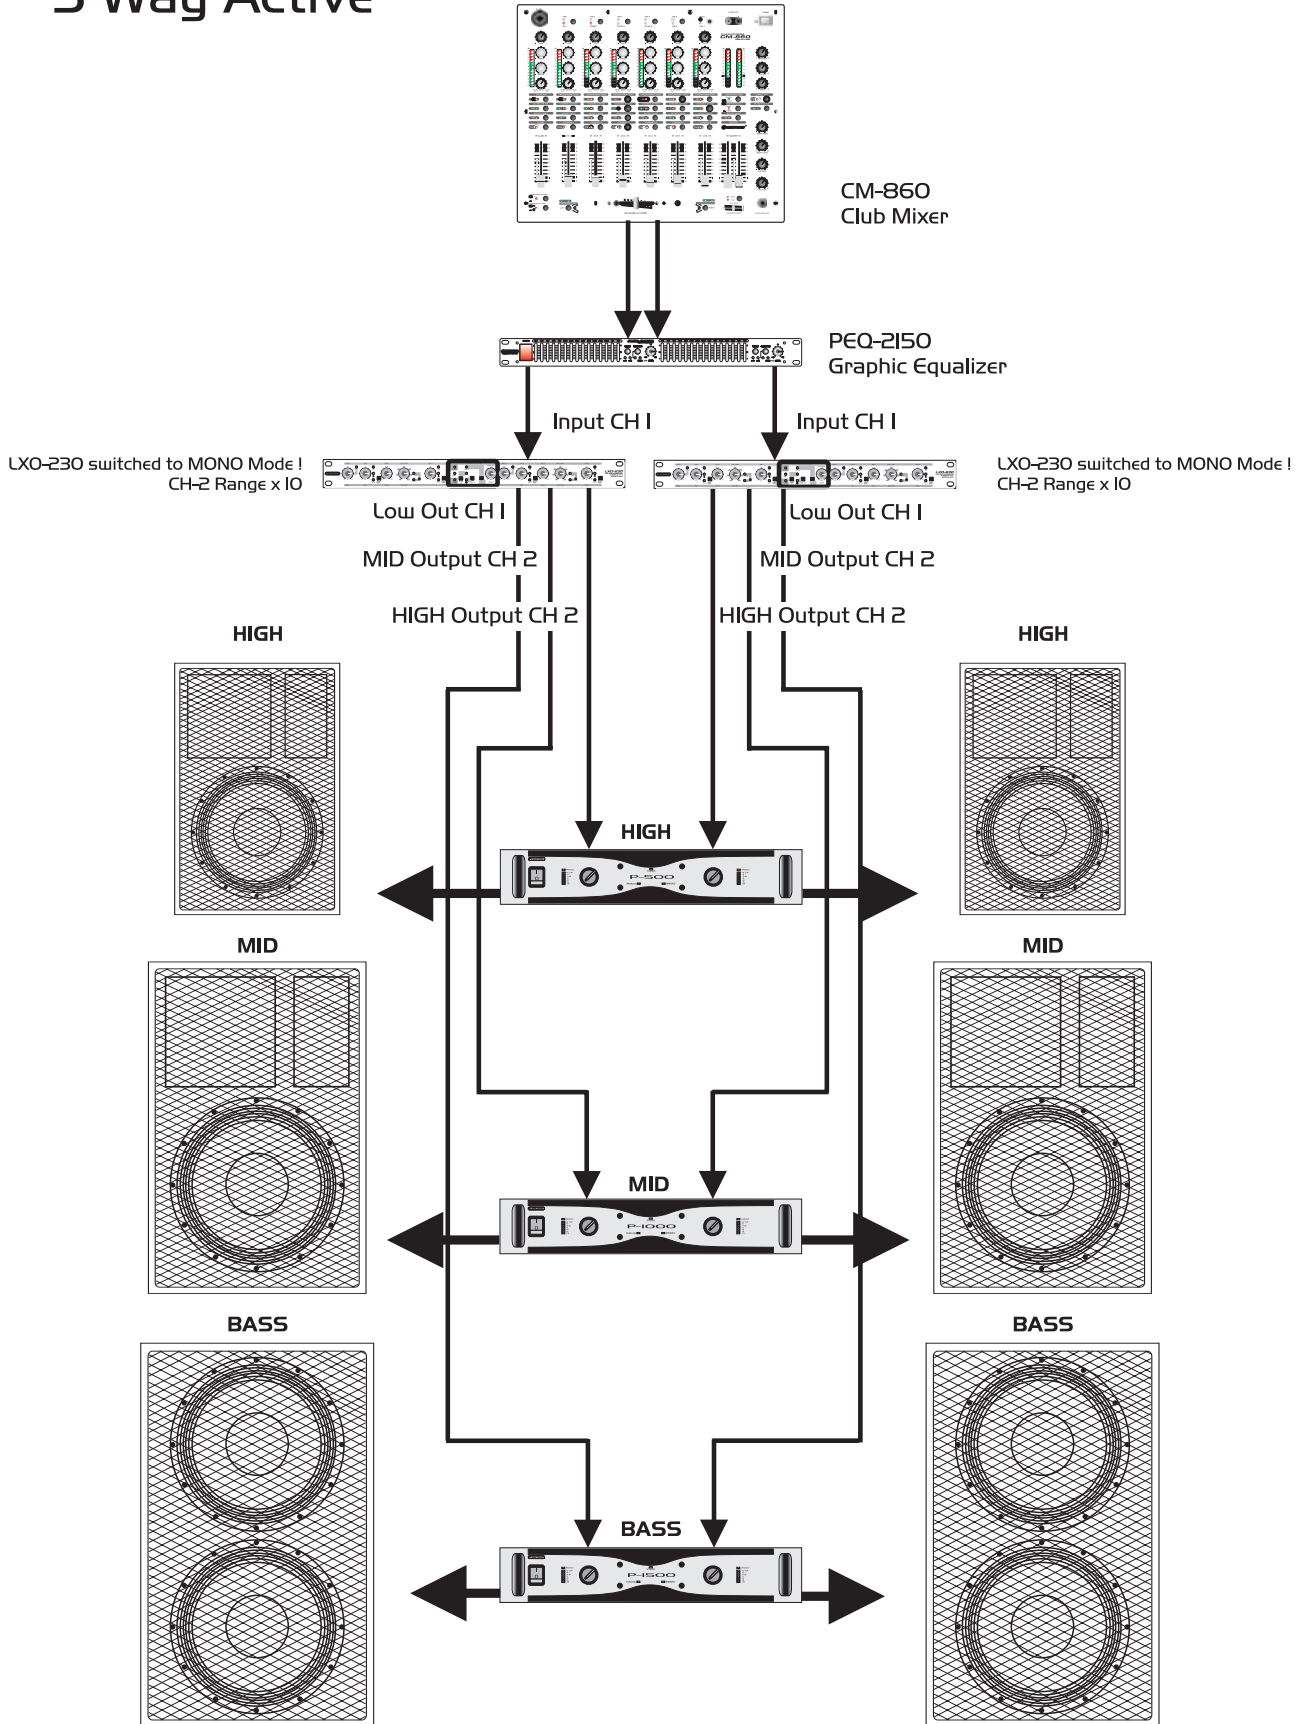 3 Way Active
CM-860
CM-860
Club Mixer
PEQ-2150
Graphic Equalizer
Input CH 1
Input CH 1
LXO-230 switched to MONO Mode !
CH-2 Range x 10
LXO-230 switched to MONO Mode !
CH-2 Range x 10
Low Out CH 1
Low Out CH 1
MID Output CH 2
MID Output CH 2
HIGH Output CH 2
HIGH Output CH 2
HIGH
HIGH
HIGH
P-500
MID
MID
MID
P-1000
BASS
BASS
BASS
P-1500